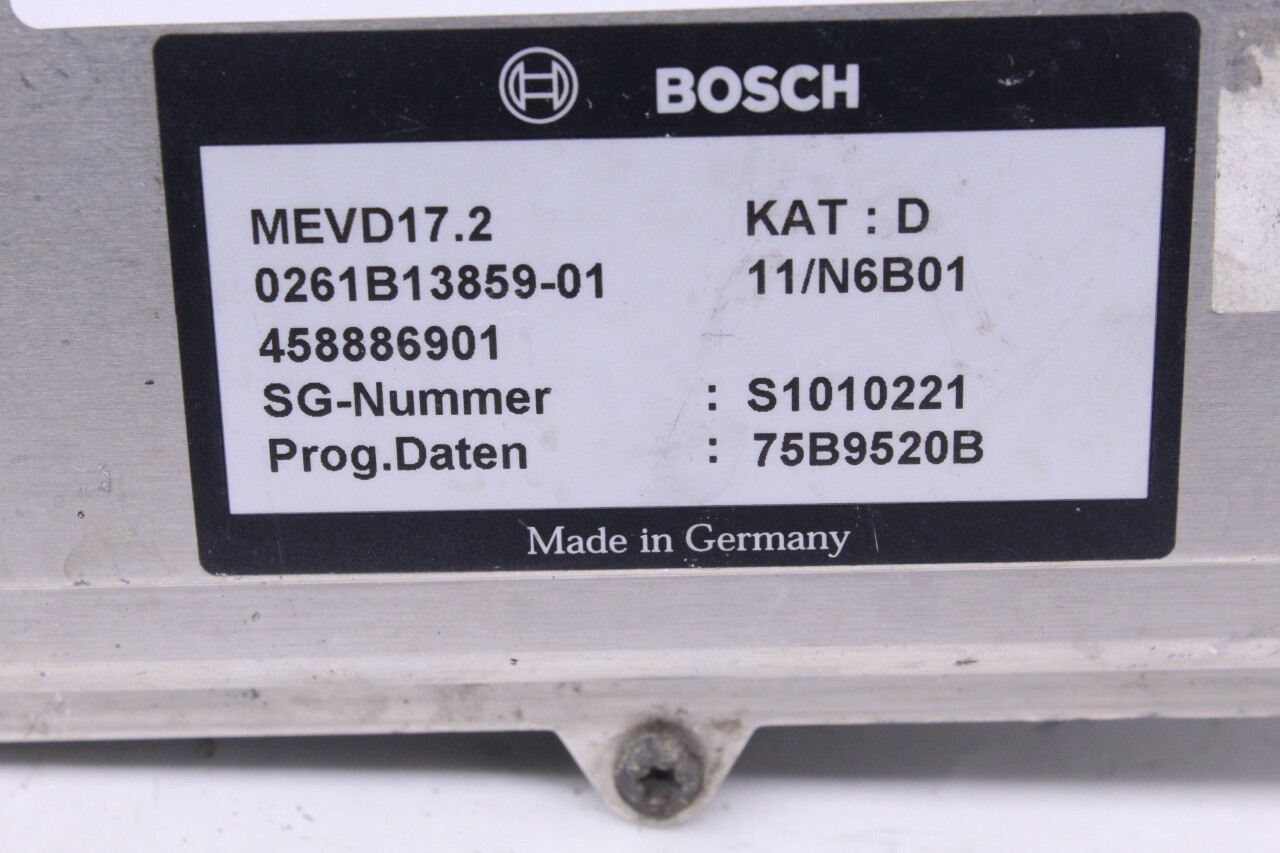 BOSCH
MEVD17.2 KAT : D
0261B13859-01 11/N6B01
458886901
SG-Nummer : S1010221
Prog.Daten : 75B9520B
Made in Germany